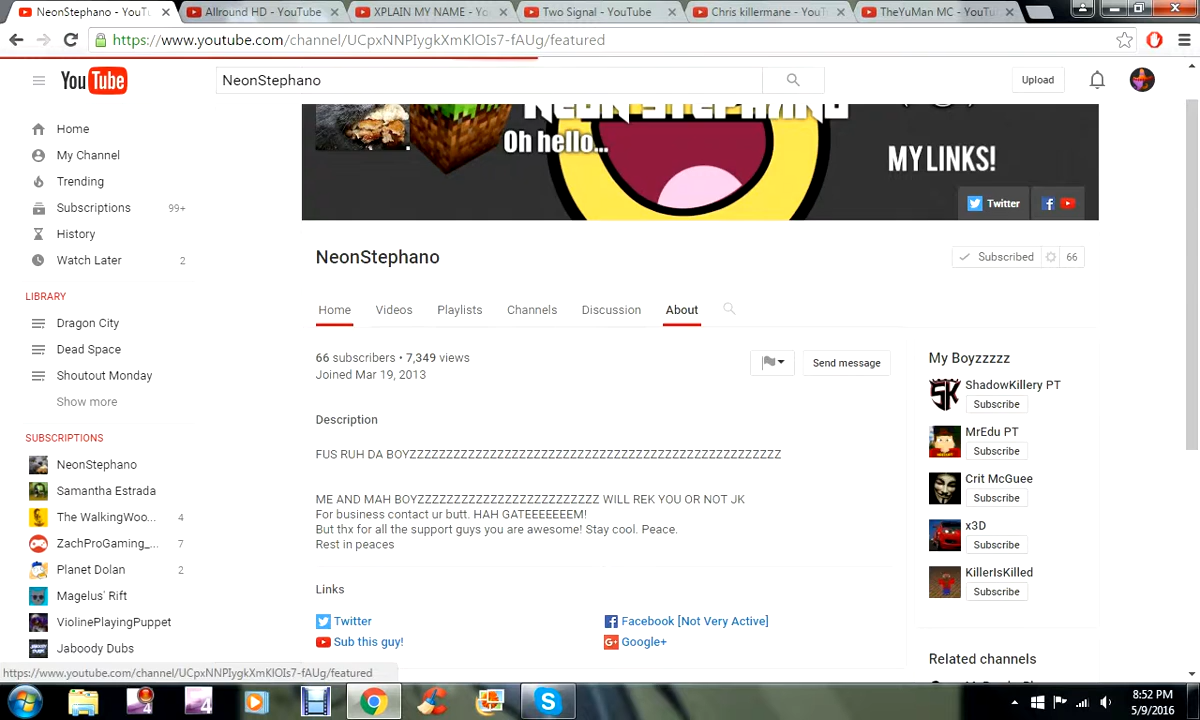 NeonStephano - YouTu
Allround HD - YouTube
XPLAIN MY NAME - Yo
Two Signal - YouTube
Chris killermane - YouT
TheYuMan MC - YouTu
https://www.youtube.com/channel/UCpxNNPIygkXmKlOIs7-fAUg/featured
YouTube
NeonStephano
Upload
Home
My Channel
Trending
Subscriptions 99+
History
Watch Later 2
LIBRARY
Dragon City
Dead Space
Shoutout Monday
Show more
SUBSCRIPTIONS
NeonStephano
Samantha Estrada
The WalkingWoo... 4
ZachProGaming_... 7
Planet Dolan 2
Magelus' Rift
ViolinePlayingPuppet
Jaboody Dubs
NEON STEPHANO
Oh hello...
MY LINKS!
Twitter
NeonStephano
Subscribed 66
Home Videos Playlists Channels Discussion About
66 subscribers • 7,349 views
Joined Mar 19, 2013
Send message
Description
FUS RUH DA BOYZZZZZZZZZZZZZZZZZZZZZZZZZZZZZZZZZZZZZZZZZZZZZZZZZZZ
ME AND MAH BOYZZZZZZZZZZZZZZZZZZZZZZZZZ WILL REK YOU OR NOT JK
For business contact ur butt. HAH GATEEEEEEM!
But thx for all the support guys you are awesome! Stay cool. Peace.
Rest in peaces
Links
Twitter
Facebook [Not Very Active]
Sub this guy!
Google+
My Boyzzzzz
ShadowKillery PT
Subscribe
MrEdu PT
Subscribe
Crit McGuee
Subscribe
x3D
Subscribe
KillerIsKilled
Subscribe
Related channels
https://www.youtube.com/channel/UCpxNNPIygkXmKlOIs7-fAUg/featured
8:52 PM
5/9/2016